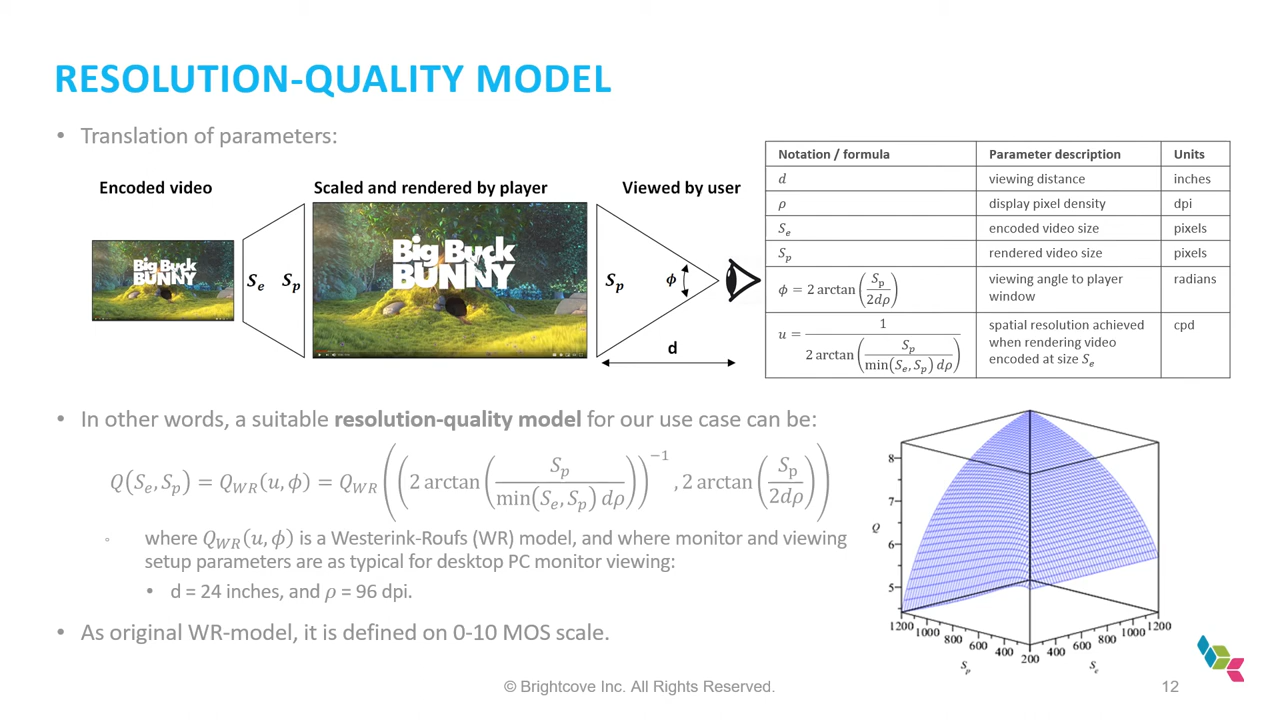 RESOLUTION-QUALITY MODEL
• Translation of parameters:
Encoded video
Scaled and rendered by player
Viewed by user
Big Buck
BUNNY
Sₑ
Sₚ
Big Buck
BUNNY
Sₚ
ϕ
d
Notation / formula Parameter description Units
d viewing distance inches
ρ display pixel density dpi
Sₑ encoded video size pixels
Sₚ rendered video size pixels
ϕ = 2 arctan(Sₚ / 2dρ) viewing angle to player window radians
u = 1 / (2 arctan(Sₚ / (min(Sₑ, Sₚ) dρ))) spatial resolution achieved when rendering video encoded at size Sₑ cpd
• In other words, a suitable resolution-quality model for our use case can be:
Q(Sₑ, Sₚ) = Q_WR(u, ϕ) = Q_WR((2 arctan(Sₚ / (min(Sₑ, Sₚ) dρ)))⁻¹, 2 arctan(Sₚ / 2dρ))
◦ where Q_WR(u, ϕ) is a Westerink-Roufs (WR) model, and where monitor and viewing
setup parameters are as typical for desktop PC monitor viewing:
• d = 24 inches, and ρ = 96 dpi.
• As original WR-model, it is defined on 0-10 MOS scale.
8
7
Q
6
5
1200 1000 800 600 400 200 400 600 800 1000 1200
Sₚ Sₑ
© Brightcove Inc. All Rights Reserved.
12